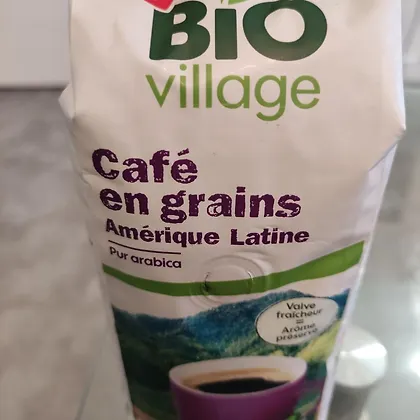 BIO
village
Café
en grains
Amérique Latine
Pur arabica
Valve
fraîcheur
=
Arôme
préservé